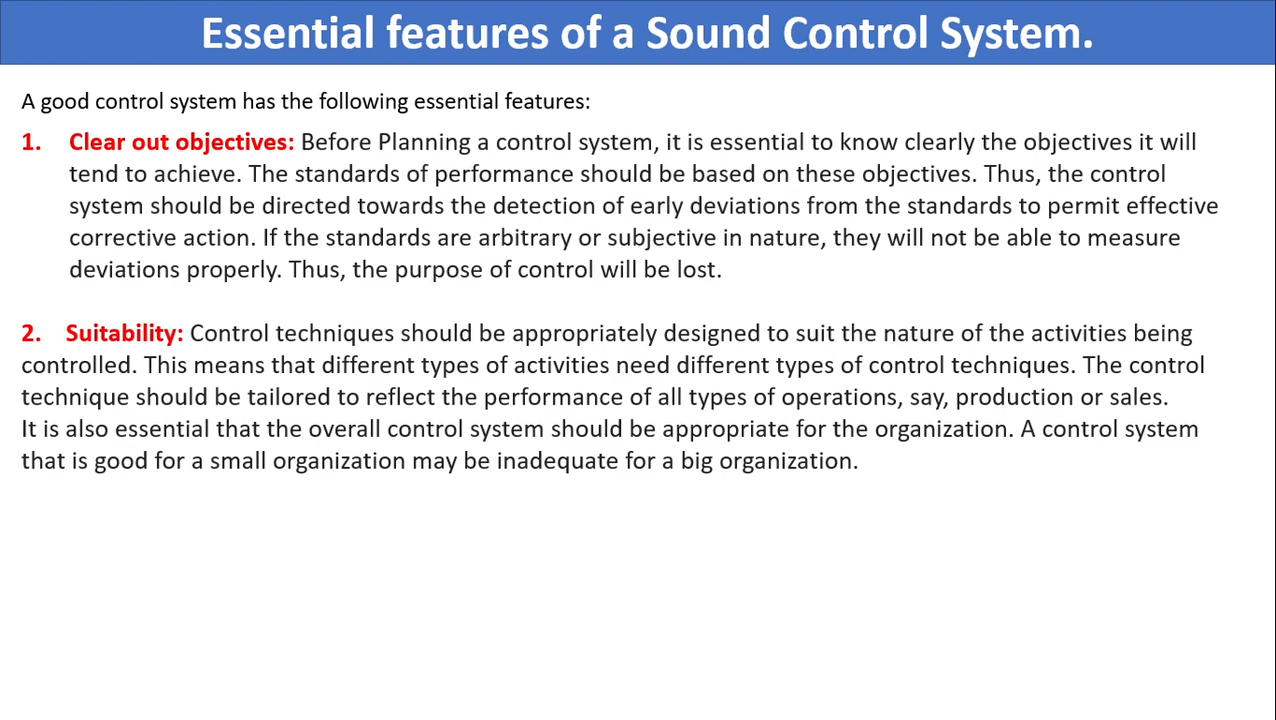 Essential features of a Sound Control System.
A good control system has the following essential features:
1. Clear out objectives: Before Planning a control system, it is essential to know clearly the objectives it will
tend to achieve. The standards of performance should be based on these objectives. Thus, the control
system should be directed towards the detection of early deviations from the standards to permit effective
corrective action. If the standards are arbitrary or subjective in nature, they will not be able to measure
deviations properly. Thus, the purpose of control will be lost.
2. Suitability: Control techniques should be appropriately designed to suit the nature of the activities being
controlled. This means that different types of activities need different types of control techniques. The control
technique should be tailored to reflect the performance of all types of operations, say, production or sales.
It is also essential that the overall control system should be appropriate for the organization. A control system
that is good for a small organization may be inadequate for a big organization.